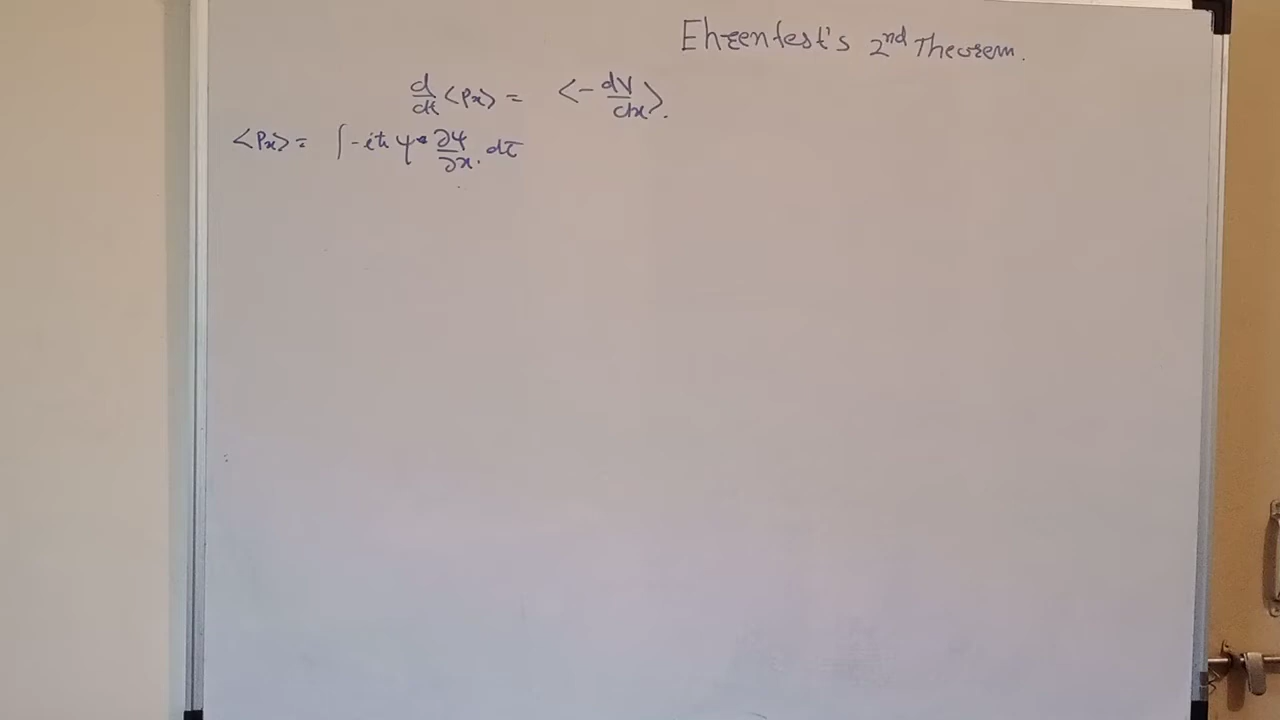 Ehrenfest's 2nd Theorem.
d/dt <Px> = <- dV/dx>.
<Px> = ∫ -iħ ψ* ∂ψ/∂x. dτ